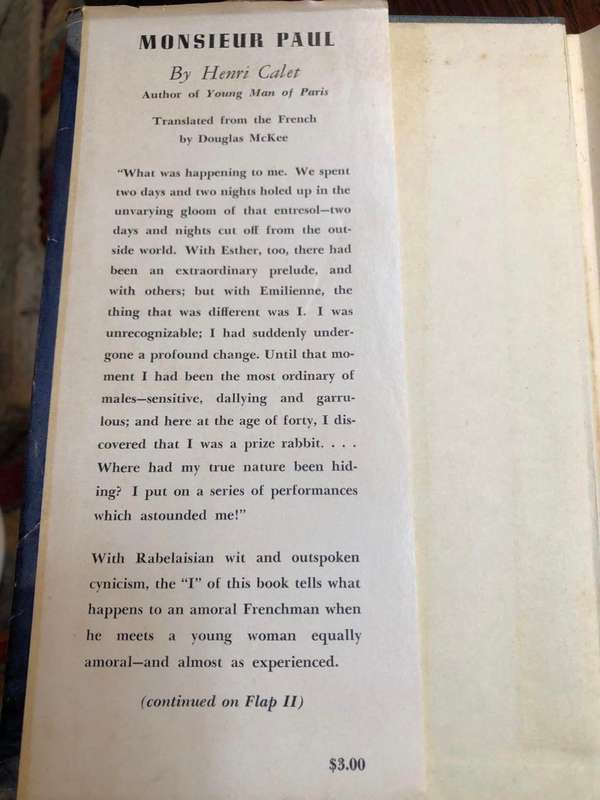 MONSIEUR PAUL
By Henri Calet
Author of Young Man of Paris
Translated from the French
by Douglas McKee
"What was happening to me. We spent
two days and two nights holed up in the
unvarying gloom of that entresol—two
days and nights cut off from the out-
side world. With Esther, too, there had
been an extraordinary prelude, and
with others; but with Emilienne, the
thing that was different was I. I was
unrecognizable; I had suddenly under-
gone a profound change. Until that mo-
ment I had been the most ordinary of
males—sensitive, dallying and garru-
lous; and here at the age of forty, I dis-
covered that I was a prize rabbit. . . .
Where had my true nature been hid-
ing? I put on a series of performances
which astounded me!"
With Rabelaisian wit and outspoken
cynicism, the "I" of this book tells what
happens to an amoral Frenchman when
he meets a young woman equally
amoral—and almost as experienced.
(continued on Flap II)
$3.00